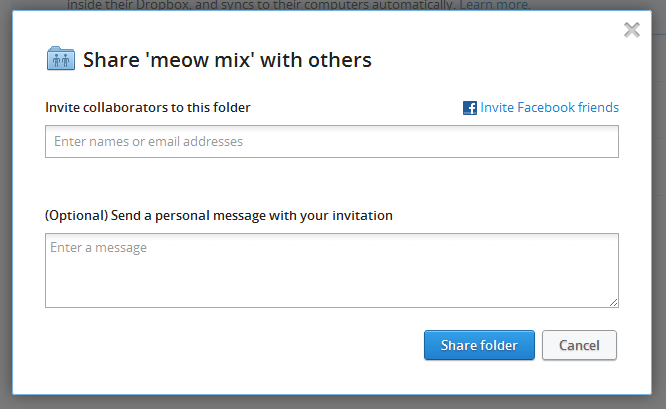 inside their Dropbox, and syncs to their computers automatically. Learn more.
Share 'meow mix' with others
Invite collaborators to this folder
Invite Facebook friends
Enter names or email addresses
(Optional) Send a personal message with your invitation
Enter a message
Share folder
Cancel